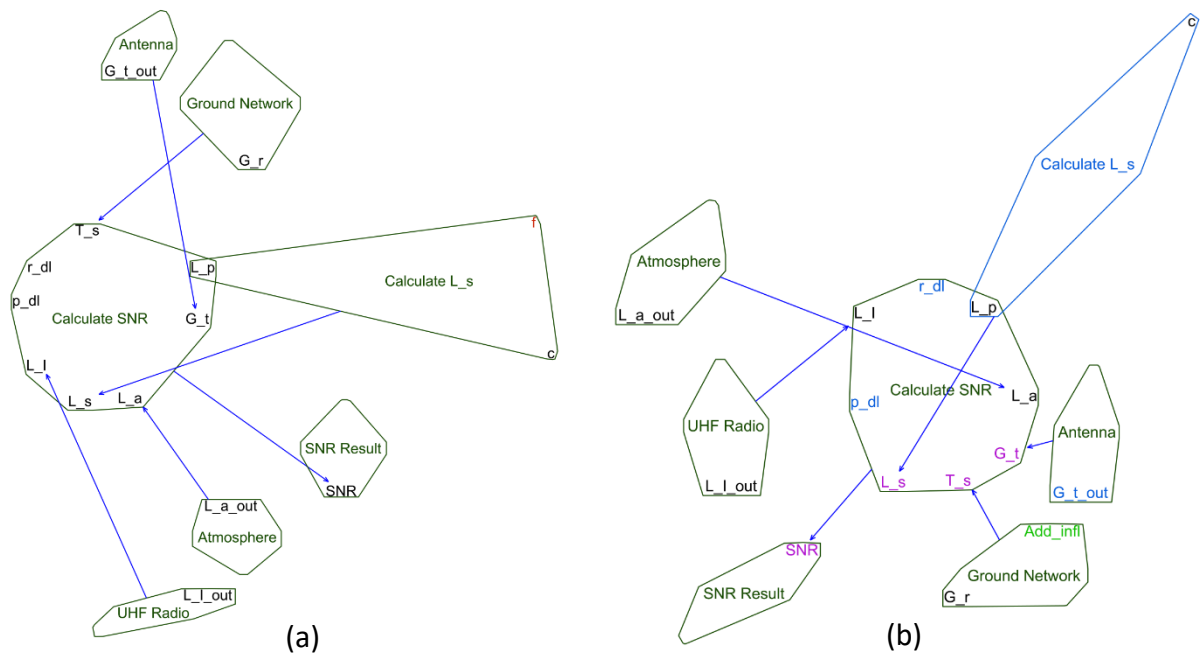 Antenna
G_t_out
Ground Network
G_r
T_s
r_dl
p_dl
Calculate SNR
L_p
G_t
L_l
L_s
L_a
f
Calculate L_s
c
SNR Result
SNR
L_a_out
Atmosphere
L_l_out
UHF Radio
(a)
c
Calculate L_s
Atmosphere
L_a_out
r_dl
L_l
L_p
Calculate SNR
L_a
p_dl
UHF Radio
L_l_out
G_t
L_s
T_s
Antenna
G_t_out
SNR
SNR Result
Add_infl
Ground Network
G_r
(b)